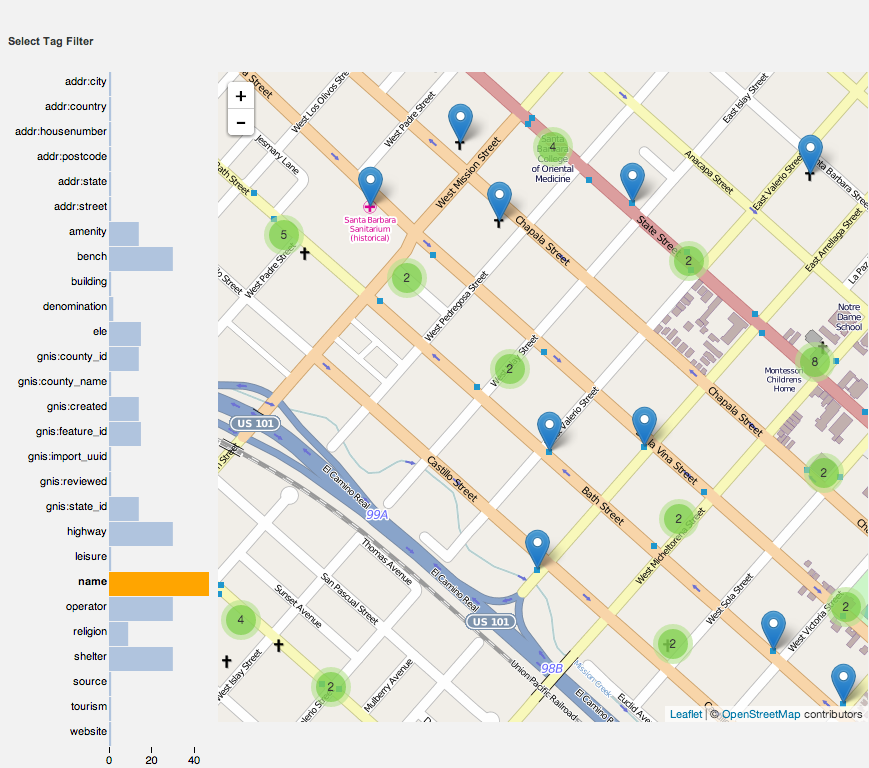 Select Tag Filter
addr:city
addr:country
addr:housenumber
addr:postcode
addr:state
addr:street
amenity
bench
building
denomination
ele
gnis:county_id
gnis:county_name
gnis:created
gnis:feature_id
gnis:import_uuid
gnis:reviewed
gnis:state_id
highway
leisure
name
operator
religion
shelter
source
tourism
website
0 20 40
+
−
West Los Olivos
West Padre Street
Jesmary Lane
Bath Street
West Mission Street
4
Santa
Barbara
College
of Oriental
Medicine
East Islay Street
Anacapa Street
East Valerio Street
Santa Barbara Street
East Arrellaga Street
Santa Barbara
Sanitarium
(historical)
State Street
Chapala Street
5
West Padre Street
2
2
West Pedregosa Street
Notre
Dame
School
8
Montessori
Childrens
Home
2
Street
West Valerio Street
Chapala Street
US 101
El Camino Real
99A
Castillo Street
De la Vina Street
Bath Street
2
2
West Micheltorena Street
Thomas Avenue
El Camino Real
San Pascual Street
Sunset Avenue
US 101
West Sola Street
West Victoria Street
2
4
2
West Islay Street
2
Mulberry Avenue
98B
Mission Creek
Union Pacific Railroad
El Camino
Euclid Ave
Leaflet | © OpenStreetMap contributors